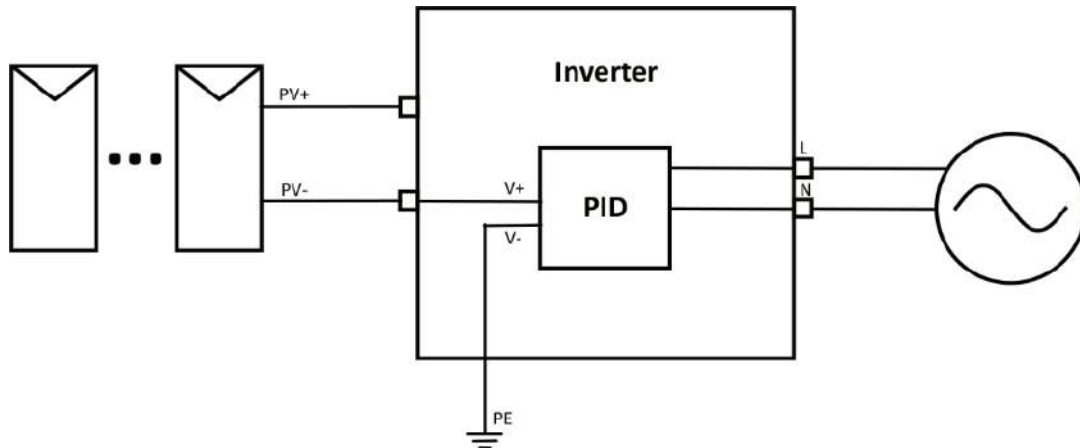 Inverter
PV+
PV-
V+
V-
PID
L
N
PE